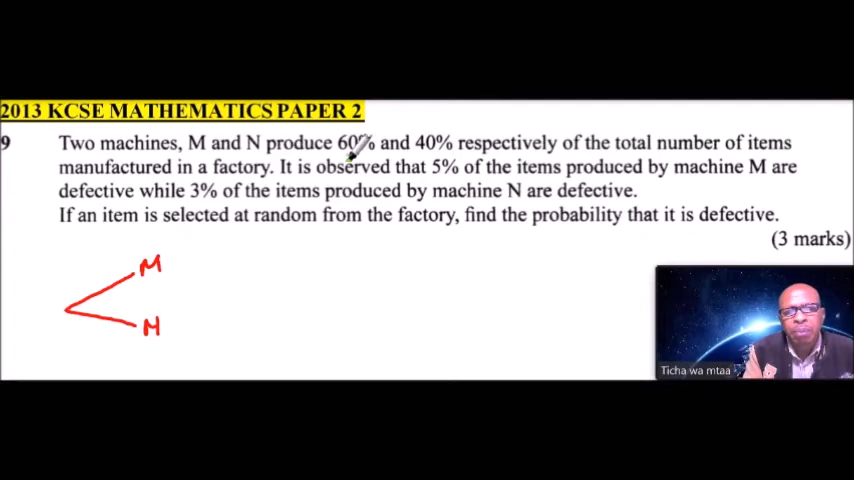 2013 KCSE MATHEMATICS PAPER 2
9 Two machines, M and N produce 60% and 40% respectively of the total number of items
manufactured in a factory. It is observed that 5% of the items produced by machine M are
defective while 3% of the items produced by machine N are defective.
If an item is selected at random from the factory, find the probability that it is defective.
(3 marks)
M
N
Ticha wa mtaa